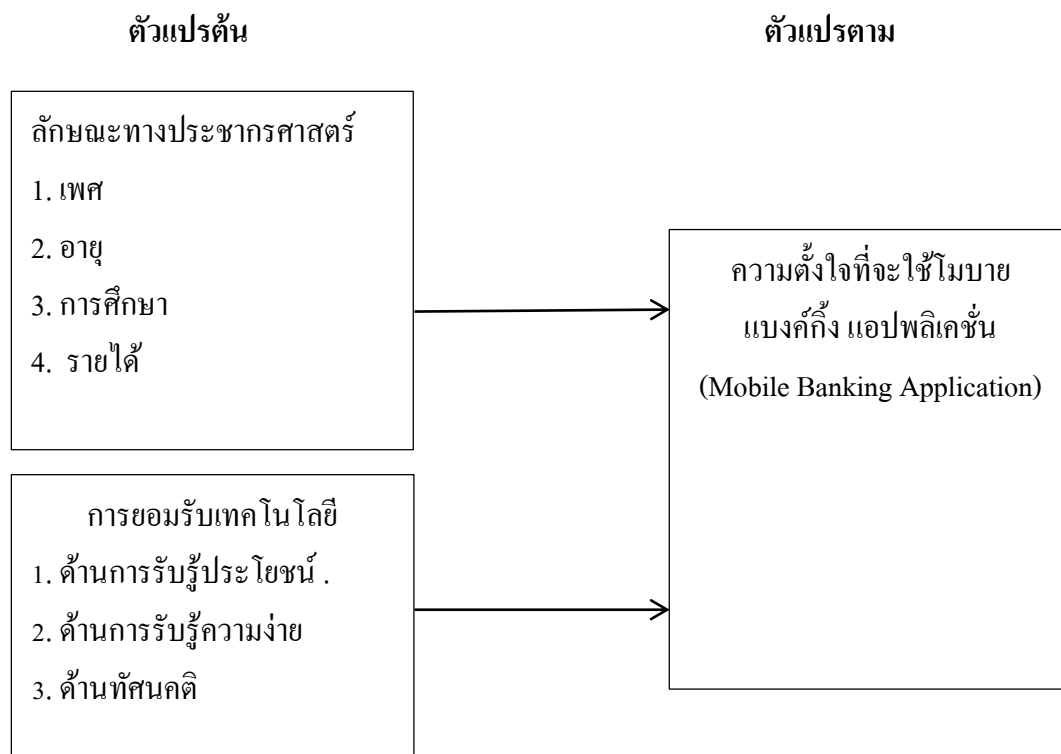 ตัวแปรต้น
ตัวแปรตาม
ลักษณะทางประชากรศาสตร์
1. เพศ
2. อายุ
3. การศึกษา
4. รายได้
ความตั้งใจที่จะใช้โมบาย
แบงค์กิ้ง แอปพลิเคชั่น
(Mobile Banking Application)
การยอมรับเทคโนโลยี
1. ด้านการรับรู้ประโยชน์ .
2. ด้านการรับรู้ความง่าย
3. ด้านทัศนคติ